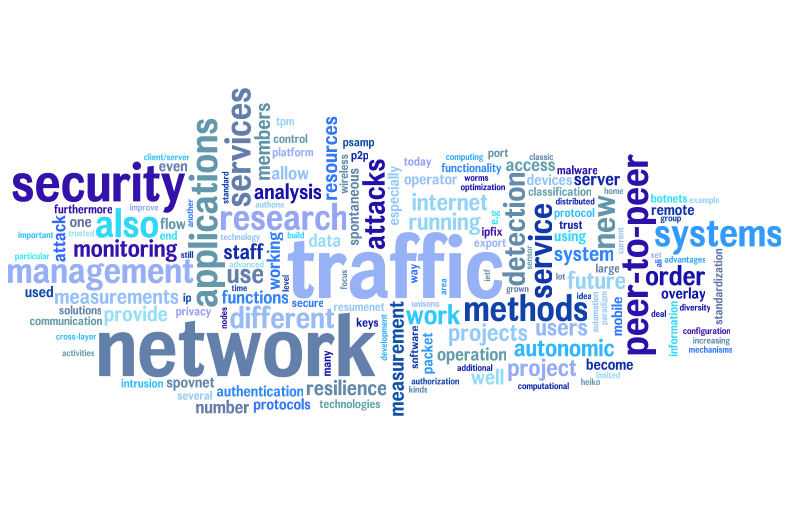 tpm
services
members
control
platform
resources
psamp
p2p
wireless
client/server
even
security
applications
standard
allow
analysis
spontaneous
attacks
especially
today
operator
computing
port
functionality
worms
optimization
classic
access
malware
devices
server
classification
home
peer-to-peer
furthermore
improve
another
authone
one
also
flow
attack
trusted
end
important
research
internet
running
e.g
detection
distributed
protocol
trust
new
botnets
example
remote
group
systems
monitoring
still
technology
build
staff
working
data
traffic
ipfix
export
using
service
system
current
set
all
advantages
particular
management
advanced
use
level
focus
way
area
ietf
sensor
grown
lot
large
future
order
standardization
used
measurements
ip
time
functions
secure
resumenet
unisono
methods
idea
overlay
solutions
provide
privacy
nodes
different
keys
work
projects
users
automation
paradigm
mobile
deal
diversity
information
communication
cross-layer
network
many
development
measurement
software
packet
operation
autonomic
configuration
increasing
mechanisms
activities
additional
project
become
intrusion
spovnet
authentication
resilience
authorization
kinds
well
computational
heiko
limited
several
number
protocols
technologies